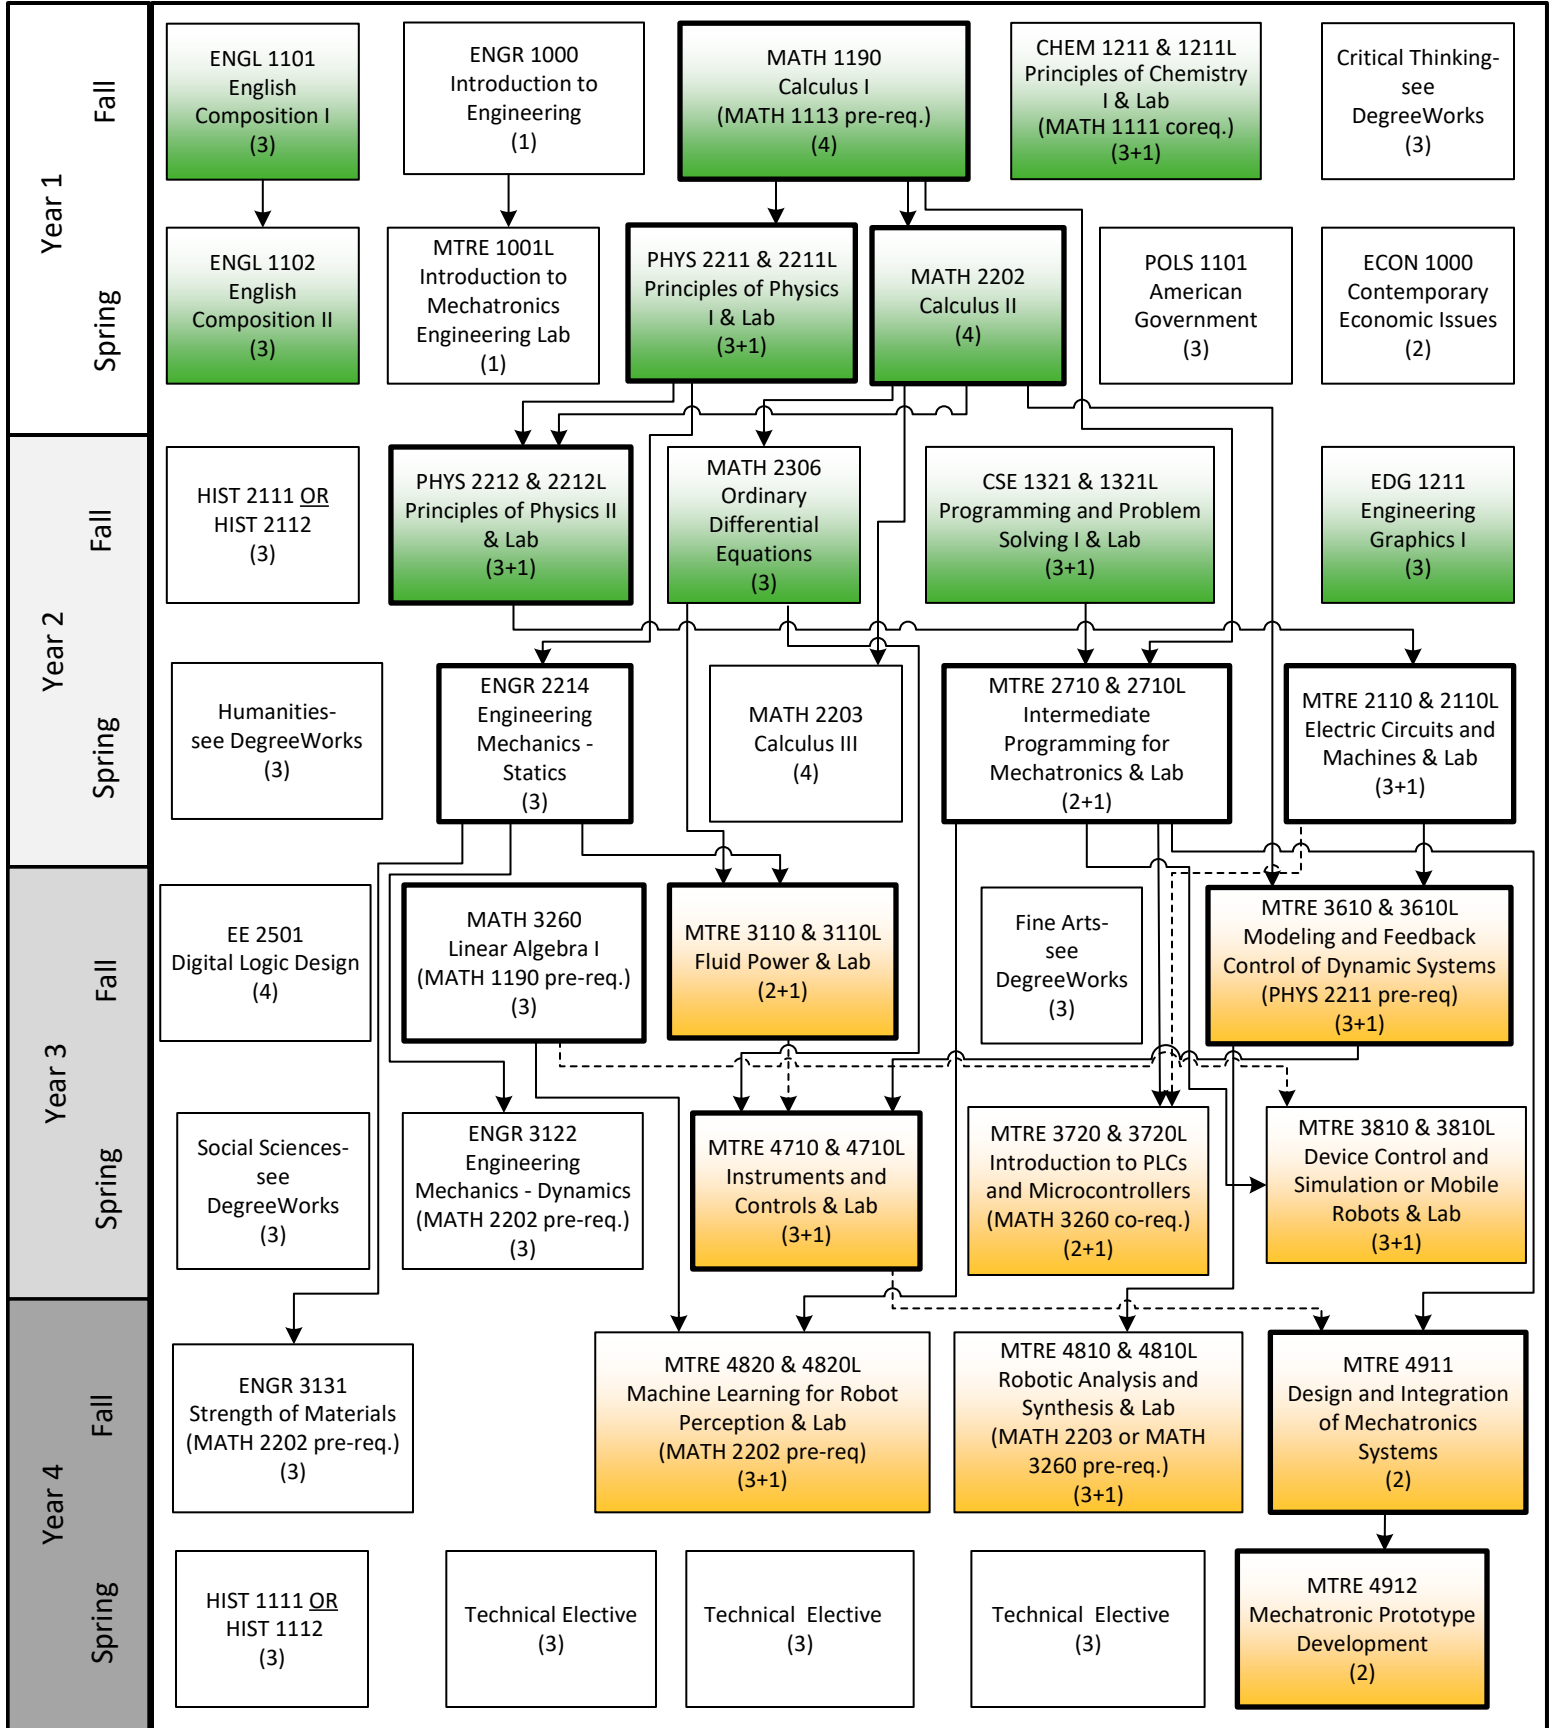 Year 1
Fall
ENGL 1101
English
Composition I
(3)
ENGR 1000
Introduction to
Engineering
(1)
MATH 1190
Calculus I
(MATH 1113 pre-req.)
(4)
CHEM 1211 & 1211L
Principles of Chemistry
I & Lab
(MATH 1111 coreq.)
(3+1)
Critical Thinking-
see
DegreeWorks
(3)
Spring
ENGL 1102
English
Composition II
(3)
MTRE 1001L
Introduction to
Mechatronics
Engineering Lab
(1)
PHYS 2211 & 2211L
Principles of Physics
I & Lab
(3+1)
MATH 2202
Calculus II
(4)
POLS 1101
American
Government
(3)
ECON 1000
Contemporary
Economic Issues
(2)
Year 2
Fall
HIST 2111 OR
HIST 2112
(3)
PHYS 2212 & 2212L
Principles of Physics II
& Lab
(3+1)
MATH 2306
Ordinary
Differential
Equations
(3)
CSE 1321 & 1321L
Programming and Problem
Solving I & Lab
(3+1)
EDG 1211
Engineering
Graphics I
(3)
Spring
Humanities-
see DegreeWorks
(3)
ENGR 2214
Engineering
Mechanics -
Statics
(3)
MATH 2203
Calculus III
(4)
MTRE 2710 & 2710L
Intermediate
Programming for
Mechatronics & Lab
(2+1)
MTRE 2110 & 2110L
Electric Circuits and
Machines & Lab
(3+1)
Year 3
Fall
EE 2501
Digital Logic Design
(4)
MATH 3260
Linear Algebra I
(MATH 1190 pre-req.)
(3)
MTRE 3110 & 3110L
Fluid Power & Lab
(2+1)
Fine Arts-
see
DegreeWorks
(3)
MTRE 3610 & 3610L
Modeling and Feedback
Control of Dynamic Systems
(PHYS 2211 pre-req)
(3+1)
Spring
Social Sciences-
see
DegreeWorks
(3)
ENGR 3122
Engineering
Mechanics - Dynamics
(MATH 2202 pre-req.)
(3)
MTRE 4710 & 4710L
Instruments and
Controls & Lab
(3+1)
MTRE 3720 & 3720L
Introduction to PLCs
and Microcontrollers
(MATH 3260 co-req.)
(2+1)
MTRE 3810 & 3810L
Device Control and
Simulation or Mobile
Robots & Lab
(3+1)
Year 4
Fall
ENGR 3131
Strength of Materials
(MATH 2202 pre-req.)
(3)
MTRE 4820 & 4820L
Machine Learning for Robot
Perception & Lab
(MATH 2202 pre-req)
(3+1)
MTRE 4810 & 4810L
Robotic Analysis and
Synthesis & Lab
(MATH 2203 or MATH
3260 pre-req.)
(3+1)
MTRE 4911
Design and Integration
of Mechatronics
Systems
(2)
Spring
HIST 1111 OR
HIST 1112
(3)
Technical Elective
(3)
Technical  Elective
(3)
Technical  Elective
(3)
MTRE 4912
Mechatronic Prototype
Development
(2)